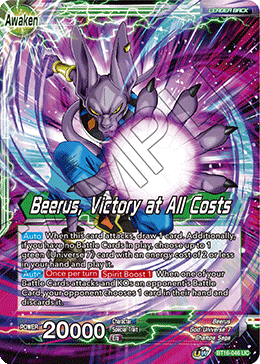 Awaken
LEADER BACK
Beerus, Victory at All Costs
Auto When this card attacks, draw 1 card. Additionally,
if you have no Battle Cards in play, choose up to 1
green ‹Universe 7› card with an energy cost of 2 or less
in your hand and play it.
Auto Once per turn Spirit Boost 1 When one of your
Battle Cards attacks and KOs an opponent's Battle
Card, your opponent chooses 1 card in their hand and
discards it.
POWER 20000
Character Beerus
Special Trait God Universe 7
Era Champa Saga
BT16-046 UC